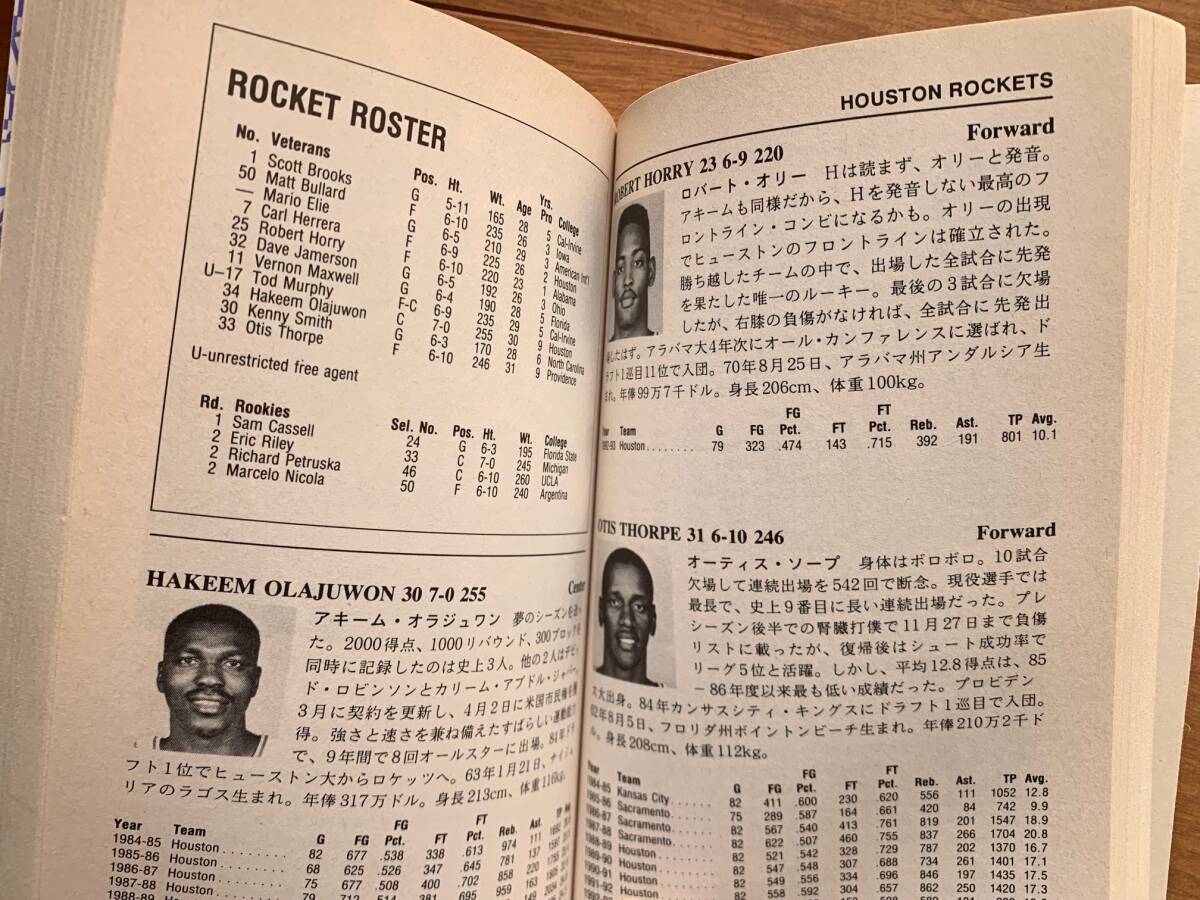 ROCKET ROSTER
No. Veterans Pos. Ht. Wt. Age Yrs. Pro College
1 Scott Brooks G 5-11 165 28 5 Cal-Irvine
50 Matt Bullard F 6-10 235 26 3 Iowa
— Mario Elie G 6-5 210 29 3 American (Int'l)
7 Carl Herrera F 6-9 225 26 2 Houston
25 Robert Horry F 6-10 220 23 1 Alabama
32 Dave Jamerson G 6-5 192 26 3 Ohio
11 Vernon Maxwell G 6-4 190 28 5 Florida
U–17 Tod Murphy F-C 6-9 235 29 5 Cal-Irvine
34 Hakeem Olajuwon C 7-0 255 30 9 Houston
30 Kenny Smith G 6-3 170 28 6 North Carolina
33 Otis Thorpe F 6-10 246 31 9 Providence
U-unrestricted free agent
Rd. Rookies Sel. No. Pos. Ht. Wt. College
1 Sam Cassell 24 G 6-3 195 Florida State
2 Eric Riley 33 C 7-0 245 Michigan
2 Richard Petruska 46 C 6-10 260 UCLA
2 Marcelo Nicola 50 F 6-10 240 Argentina
HAKEEM OLAJUWON 30 7-0 255 Center
アキーム・オラジュワン 夢のシーズンを
た。2000得点、1000リバウンド、300ブロックを
同時に記録したのは史上3人。他の2人はデビッ
ド・ロビンソンとカリーム・アブドル・ジャバー。
3月に契約を更新し、4月2日に米国市民権を獲
得。強さと速さを兼ね備えたすばらしい運動能力
で、9年間で8回オールスターに出場。84年ドラ
フト1位でヒューストン大からロケッツへ。63年1月21日、ナイジェ
リアのラゴス生まれ。年俸317万ドル。身長213cm、体重116kg。
Year Team G FG FG Pct. FT FT Pct. Reb. Ast.
1984-85 Houston 82 677 .538 338 .613 974 111
1985-86 Houston 68 625 .526 347 .645 781 137
1986-87 Houston 75 677 .508 400 .702 858 220
1987-88 Houston 79 712 .514 381 959 163
1988-89 Houston
HOUSTON ROCKETS
ROBERT HORRY 23 6-9 220 Forward
ロバート・オリー Hは読まず、オリーと発音。
アキームも同様だから、Hを発音しない最高のフ
ロントライン・コンビになるかも。オリーの出現
でヒューストンのフロントラインは確立された。
勝ち越したチームの中で、出場した全試合に先発
を果たした唯一のルーキー。最後の3試合に欠場
したが、右膝の負傷がなければ、全試合に先発出
場したはず。アラバマ大4年次にオール・カンファレンスに選ばれ、ド
ラフト1巡目11位で入団。70年8月25日、アラバマ州アンダルシア生
まれ。年俸99万7千ドル。身長206cm、体重100kg。
Year Team G FG FG Pct. FT FT Pct. Reb. Ast. TP Avg.
1992-93 Houston 79 323 .474 143 .715 392 191 801 10.1
OTIS THORPE 31 6-10 246 Forward
オーティス・ソープ 身体はボロボロ。10試合
欠場して連続出場を542回で断念。現役選手では
最長で、史上9番目に長い連続出場だった。プレ
シーズン後半での腎臓打撲で11月27日まで負傷
リストに載ったが、復帰後はシュート成功率で
リーグ5位と活躍。しかし、平均12.8得点は、85
－86年度以来最も低い成績だった。プロビデン
ス大出身。84年カンサスシティ・キングスにドラフト1巡目で入団。
62年8月5日、フロリダ州ボイントンビーチ生まれ。年俸210万2千ド
ル。身長208cm、体重112kg。
Year Team G FG FG Pct. FT FT Pct. Reb. Ast. TP Avg.
1984-85 Kansas City 82 411 .600 230 .620 556 111 1052 12.8
1985-86 Sacramento 75 289 .587 164 .661 420 84 742 9.9
1986-87 Sacramento 82 567 .540 413 .761 819 201 1547 18.9
1987-88 Sacramento 82 622 .507 460 .755 837 266 1704 20.8
1988-89 Houston 82 521 .542 328 .729 787 202 1370 16.7
1989-90 Houston 82 547 .548 307 .688 734 261 1401 17.1
1990-91 Houston 82 549 .556 334 .696 846 197 1435 17.5
1991-92 Houston 82 558 .592 304 .657 862 250 1420 17.3